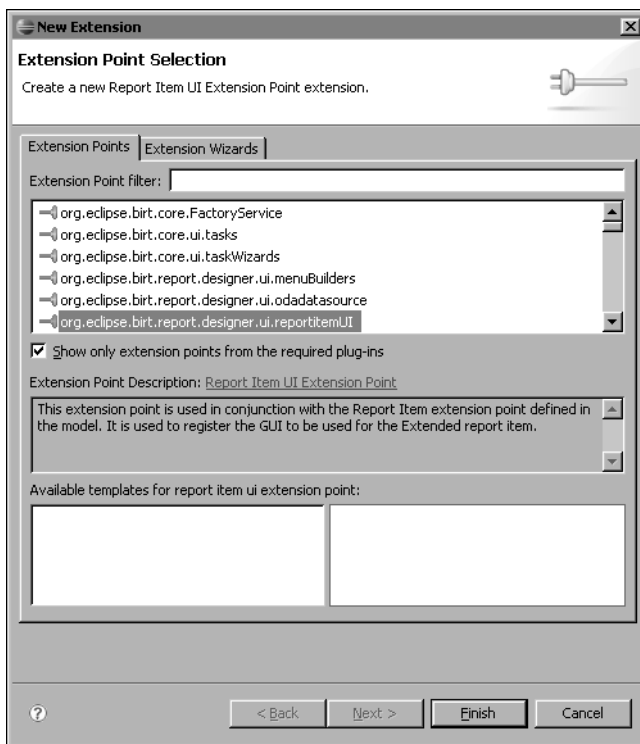 New Extension
Extension Point Selection
Create a new Report Item UI Extension Point extension.
Extension Points
Extension Wizards
Extension Point filter:
org.eclipse.birt.core.FactoryService
org.eclipse.birt.core.ui.tasks
org.eclipse.birt.core.ui.taskWizards
org.eclipse.birt.report.designer.ui.menuBuilders
org.eclipse.birt.report.designer.ui.odadatasource
org.eclipse.birt.report.designer.ui.reportitemUI
Show only extension points from the required plug-ins
Extension Point Description: Report Item UI Extension Point
This extension point is used in conjunction with the Report Item extension point defined in
the model. It is used to register the GUI to be used for the Extended report item.
Available templates for report item ui extension point:
?
< Back
Next >
Finish
Cancel